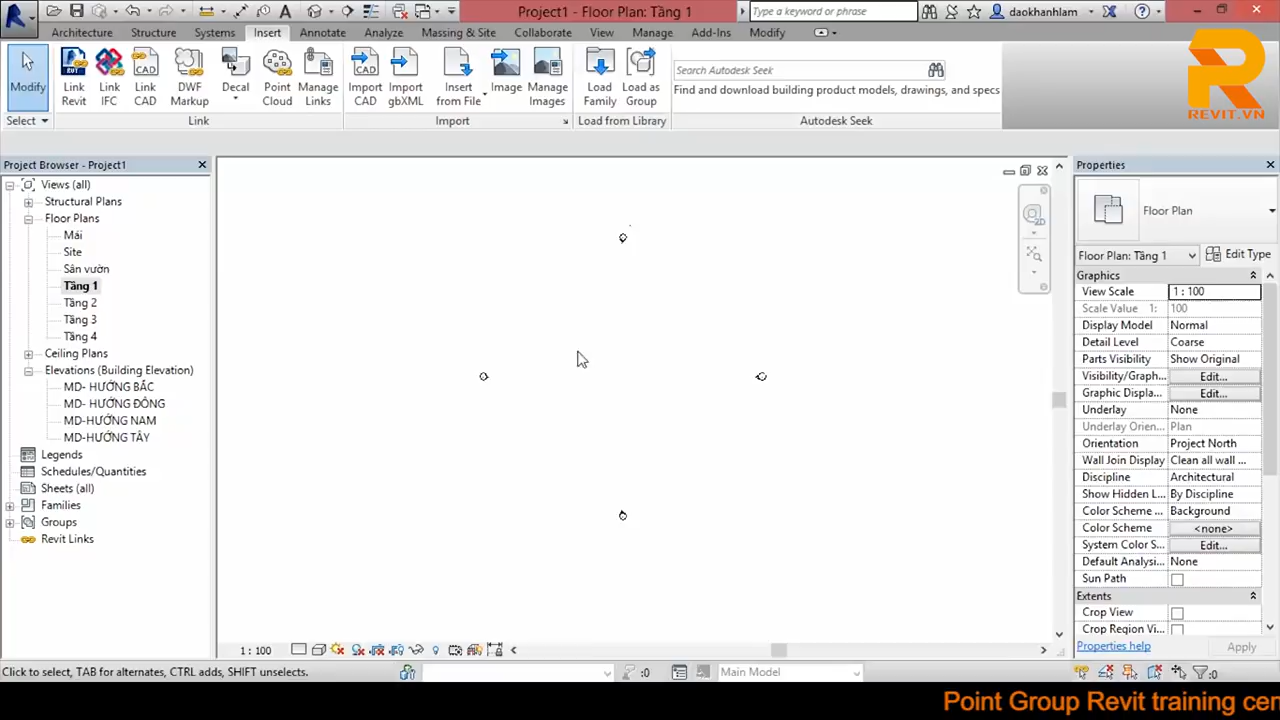 Project1 - Floor Plan: Tầng 1
Type a keyword or phrase
daokhanhlam
Architecture Structure Systems Insert Annotate Analyze Massing & Site Collaborate View Manage Add-Ins Modify
REVIT.VN
Modify
Link Revit
Link IFC
Link CAD
DWF Markup
Decal
Point Cloud
Manage Links
Import CAD
Import gbXML
Insert from File
Image
Manage Images
Load Family
Load as Group
Search Autodesk Seek
Find and download building product models, drawings, and specs
Select Link Import Load from Library Autodesk Seek
Project Browser - Project1
Views (all)
Structural Plans
Floor Plans
Mái
Site
Sân vườn
Tầng 1
Tầng 2
Tầng 3
Tầng 4
Ceiling Plans
Elevations (Building Elevation)
MD- HƯỚNG BẮC
MD- HƯỚNG ĐÔNG
MD-HƯỚNG NAM
MD-HƯỚNG TÂY
Legends
Schedules/Quantities
Sheets (all)
Families
Groups
Revit Links
2D
Properties
Floor Plan
Floor Plan: Tầng 1 Edit Type
Graphics
View Scale 1 : 100
Scale Value 1: 100
Display Model Normal
Detail Level Coarse
Parts Visibility Show Original
Visibility/Graph... Edit...
Graphic Displa... Edit...
Underlay None
Underlay Orien... Plan
Orientation Project North
Wall Join Display Clean all wall ...
Discipline Architectural
Show Hidden L... By Discipline
Color Scheme ... Background
Color Scheme <none>
System Color S... Edit...
Default Analysi... None
Sun Path
Extents
Crop View
Crop Region Vi...
Properties help Apply
1 : 100
Click to select, TAB for alternates, CTRL adds, SHIFT unselects.
:0
Main Model
:0
Point Group Revit training cen